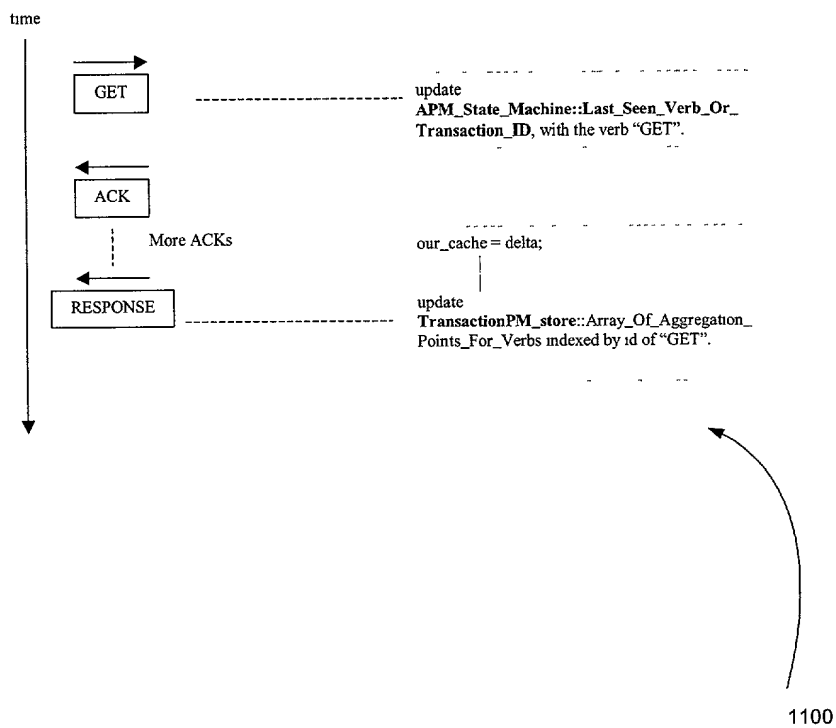 time
GET
update
APM_State_Machine::Last_Seen_Verb_Or_
Transaction_ID, with the verb “GET”.
ACK
More ACKs
our_cache = delta;
RESPONSE
update
TransactionPM_store::Array_Of_Aggregation_
Points_For_Verbs indexed by id of “GET”.
1100